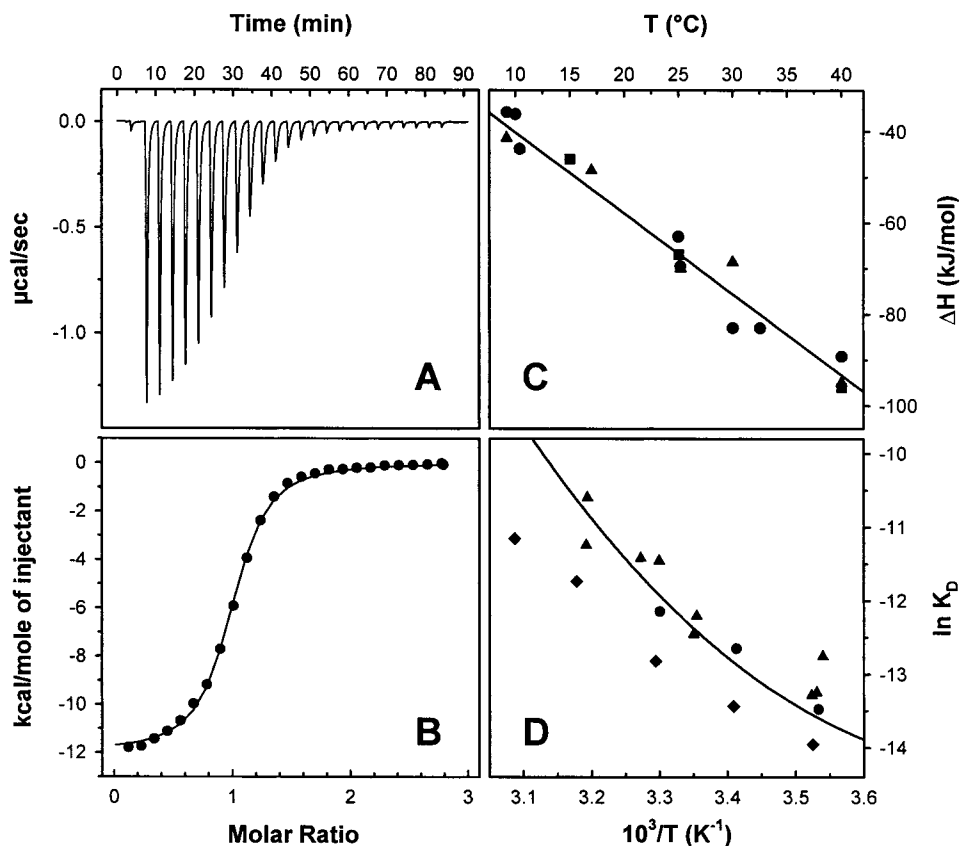 Time (min)
T (°C)
0 10 20 30 40 50 60 70 80 90
10 15 20 25 30 35 40
0.0
-0.5
-1.0
µcal/sec
A
C
-40
-60
-80
-100
ΔH (kJ/mol)
0
-2
-4
-6
-8
-10
-12
kcal/mole of injectant
B
D
-10
-11
-12
-13
-14
ln K_D
0 1 2 3
3.1 3.2 3.3 3.4 3.5 3.6
Molar Ratio
10³/T (K⁻¹)